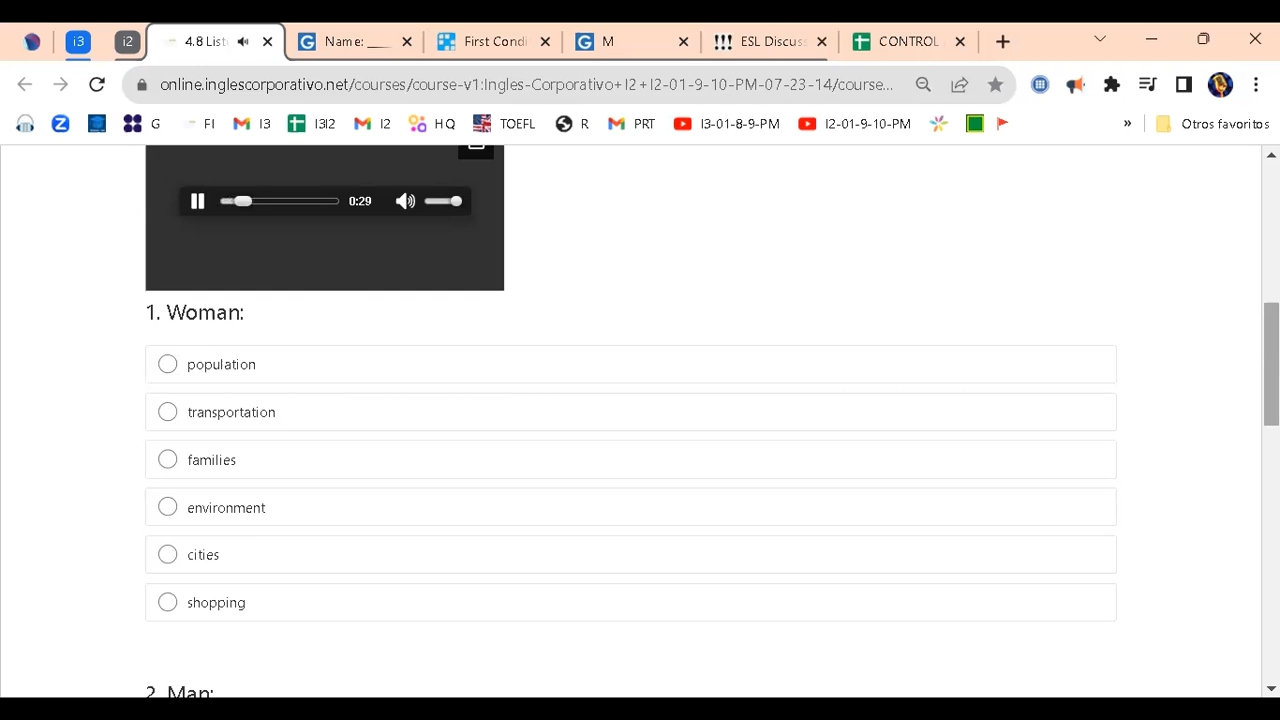 i3
i2
4.8 List
Name: ____
First Condi
M
ESL Discus
CONTROL
online.inglescorporativo.net/courses/course-v1:Ingles-Corporativo+I2+I2-01-9-10-PM-07-23-14/course...
G
FI
I3
I3I2
I2
HQ
TOEFL
R
PRT
I3-01-8-9-PM
I2-01-9-10-PM
»
Otros favoritos
0:29
1. Woman:
population
transportation
families
environment
cities
shopping
2. Man: